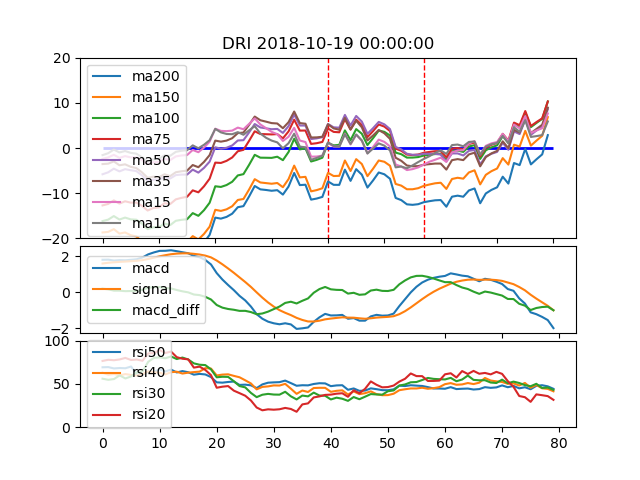 DRI 2018-10-19 00:00:00
20
10
0
−10
−20
ma200
ma150
ma100
ma75
ma50
ma35
ma15
ma10
2
0
−2
macd
signal
macd_diff
100
50
0
rsi50
rsi40
rsi30
rsi20
0 10 20 30 40 50 60 70 80